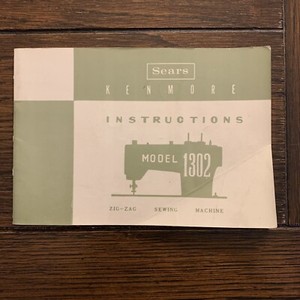 Sears
KENMORE
INSTRUCTIONS
MODEL 1302
ZIG-ZAG SEWING MACHINE